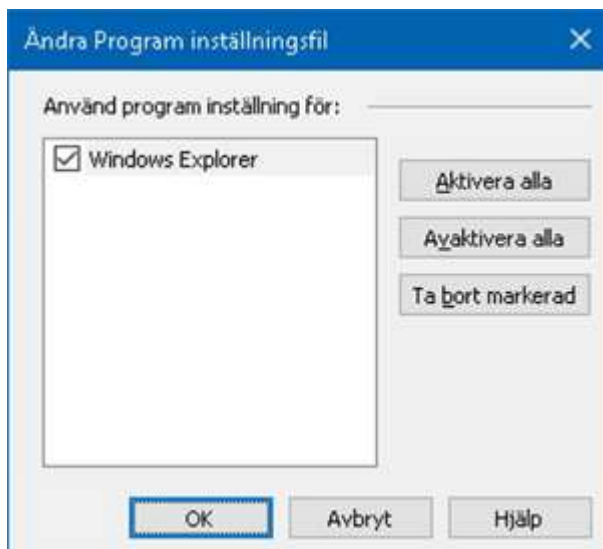 Ändra Program inställningsfil
Använd program inställning för:
Windows Explorer
Aktivera alla
Avaktivera alla
Ta bort markerad
OK
Avbryt
Hjälp